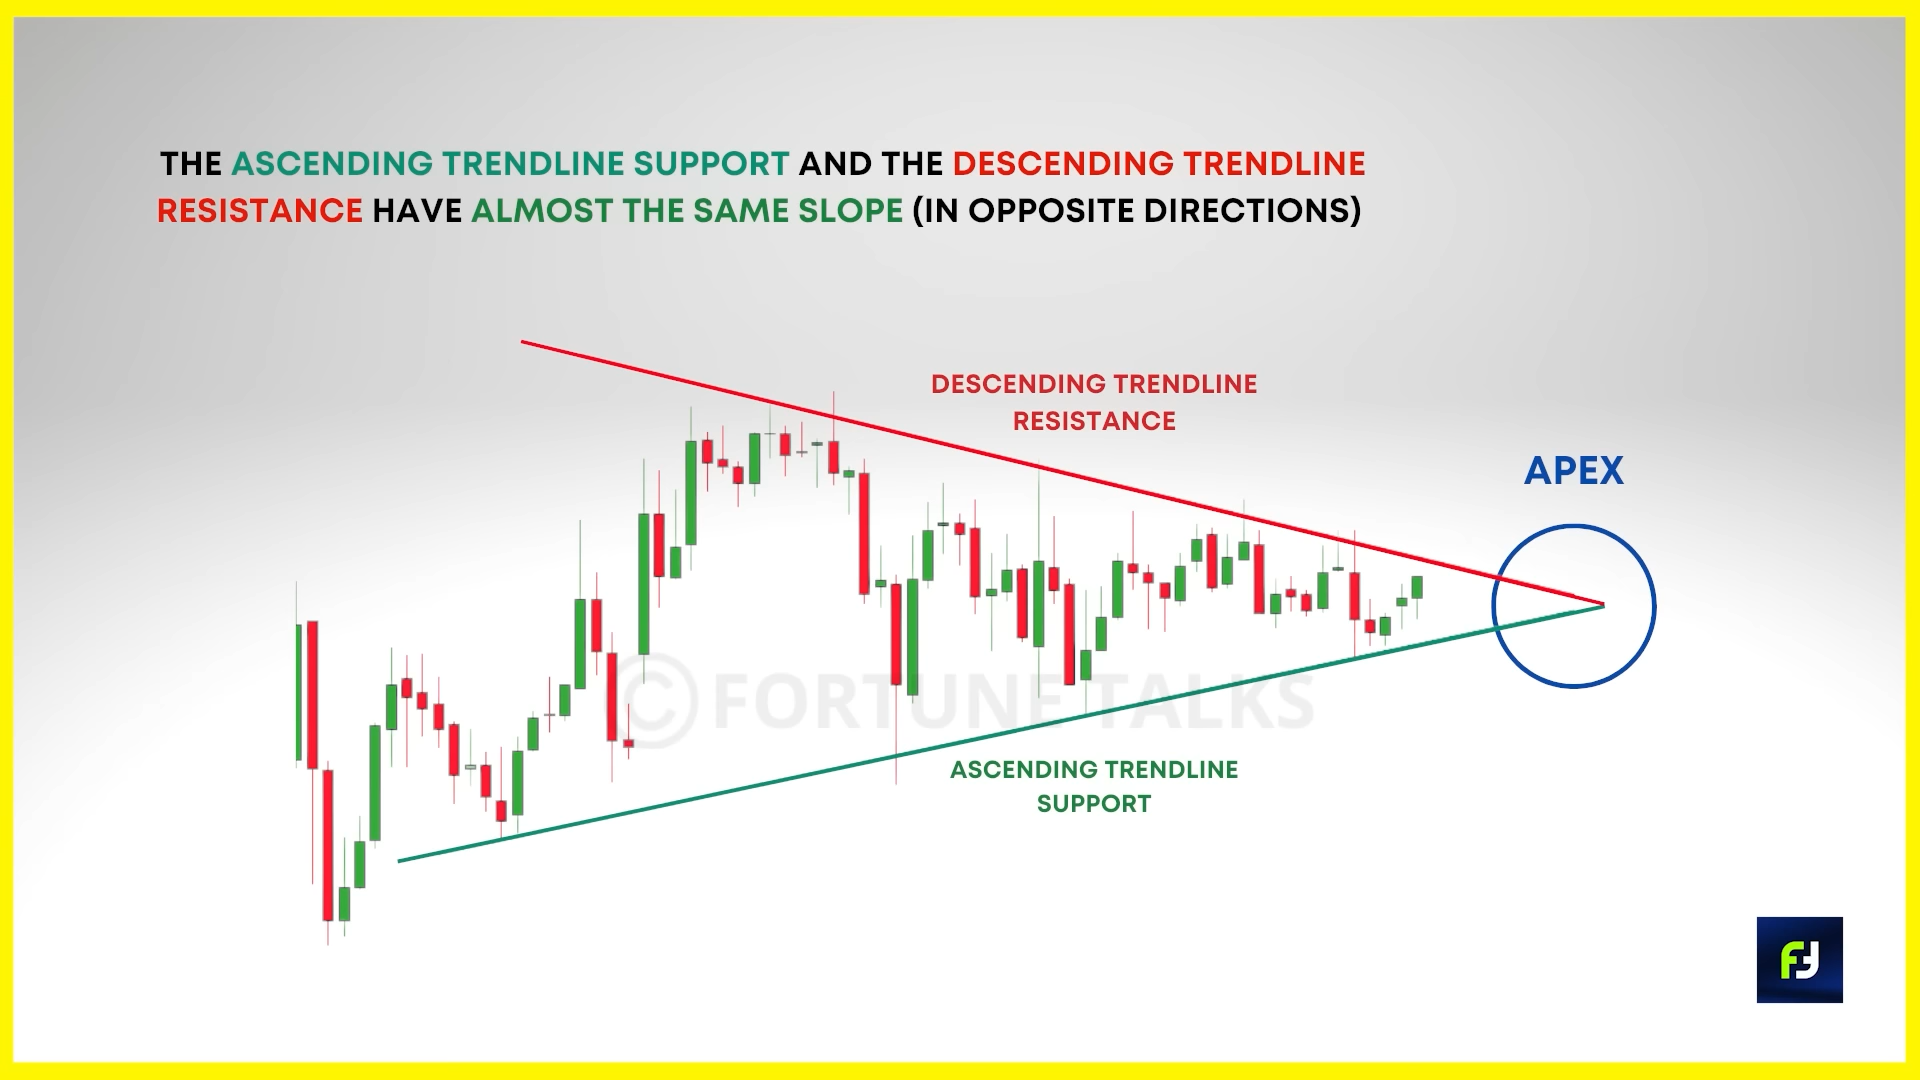 THE ASCENDING TRENDLINE SUPPORT AND THE DESCENDING TRENDLINE
RESISTANCE HAVE ALMOST THE SAME SLOPE (IN OPPOSITE DIRECTIONS)
DESCENDING TRENDLINE
RESISTANCE
APEX
© FORTUNE TALKS
ASCENDING TRENDLINE
SUPPORT